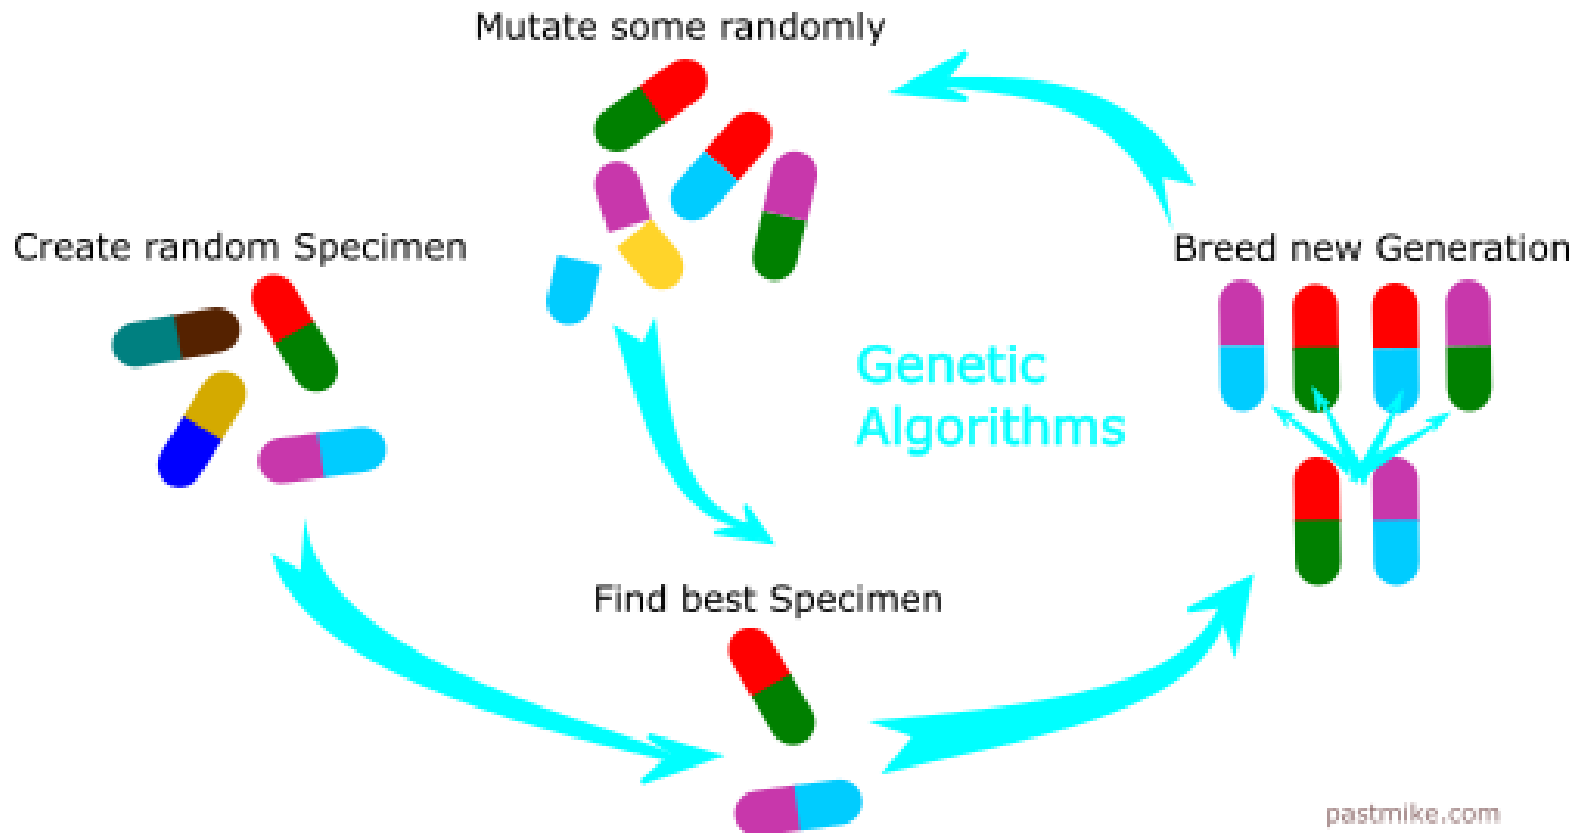 Mutate some randomly
Create random Specimen
Breed new Generation
Genetic
Algorithms
Find best Specimen
pastmike.com